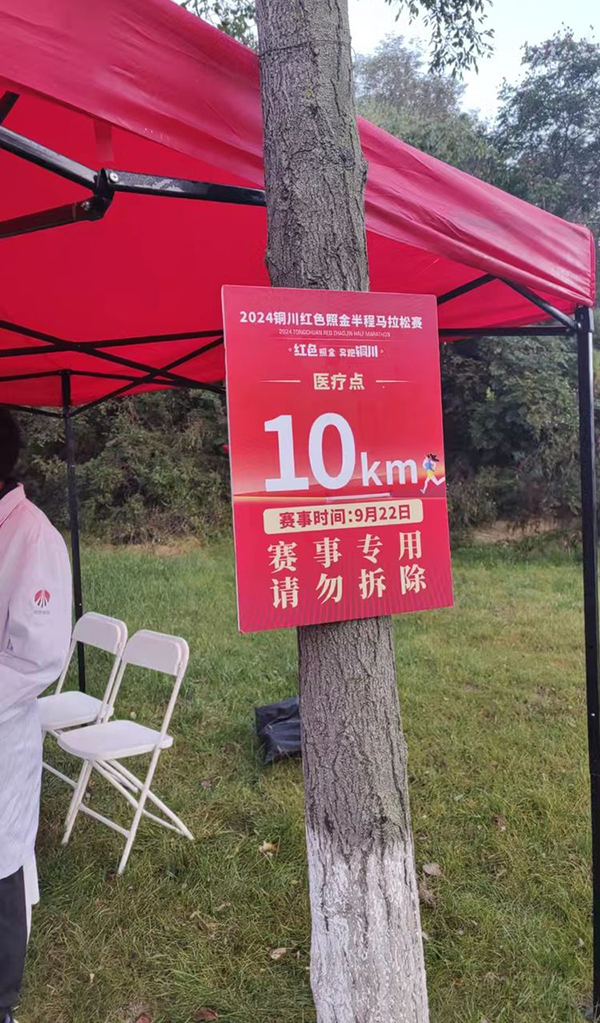 2024铜川红色照金半程马拉松赛
2024 TONGCHUAN RED ZHAOJIN HALF MARATHON
·红色照金 奔跑铜川·
医疗点
10km
赛事时间:9月22日
赛事专用
请勿拆除